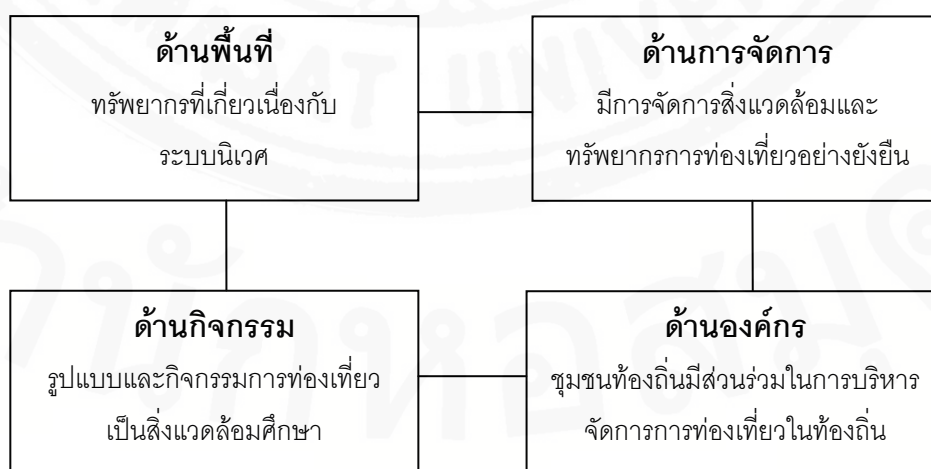 ด้านพื้นที่
ทรัพยากรที่เกี่ยวเนื่องกับ
ระบบนิเวศ
ด้านการจัดการ
มีการจัดการสิ่งแวดล้อมและ
ทรัพยากรการท่องเที่ยวอย่างยั่งยืน
ด้านกิจกรรม
รูปแบบและกิจกรรมการท่องเที่ยว
เป็นสิ่งแวดล้อมศึกษา
ด้านองค์กร
ชุมชนท้องถิ่นมีส่วนร่วมในการบริหาร
จัดการการท่องเที่ยวในท้องถิ่น